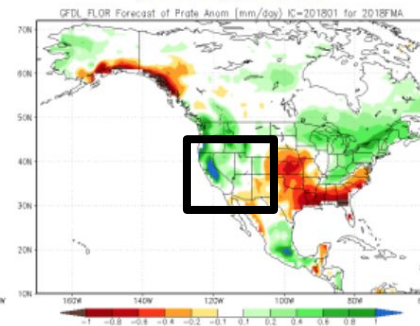 GFDL FLOR Forecast of Prate Anom (mm/day) IC=201801 for 2018FMA
70N
60N
50N
40N
30N
20N
10N
160W 140W 120W 100W 80W
-1 -0.8 -0.6 -0.4 -0.2 -0.1 0.1 0.2 0.4 0.6 0.8